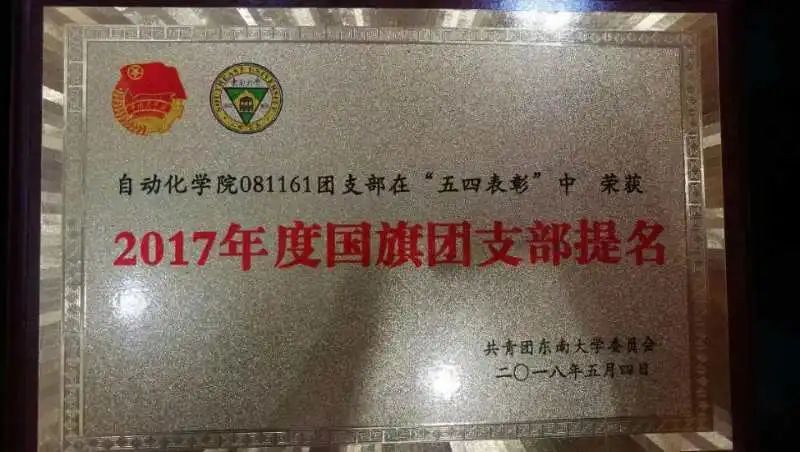 SOUTHEAST UNIVERSITY
自动化学院081161团支部在“五四表彰”中 荣获
2017年度国旗团支部提名
共青团东南大学委员会
二〇一八年五月四日